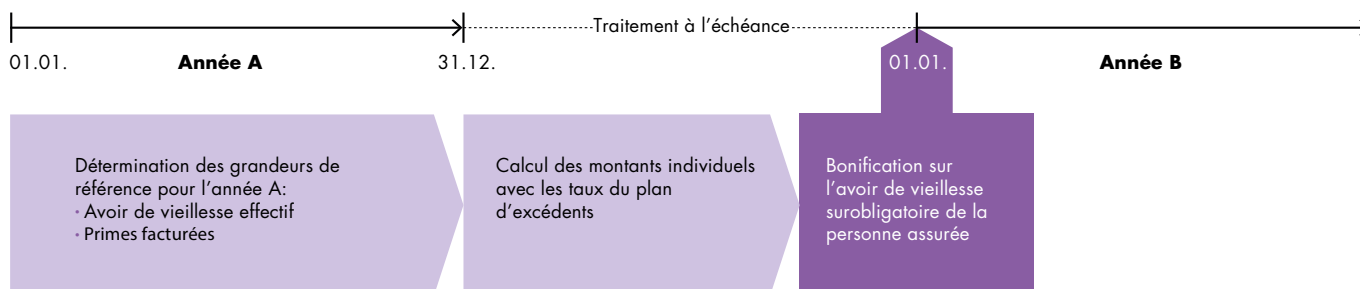 Traitement à l'échéance
01.01.
Année A
31.12.
01.01.
Année B
Détermination des grandeurs de
référence pour l'année A:
· Avoir de vieillesse effectif
· Primes facturées
Calcul des montants individuels
avec les taux du plan
d'excédents
Bonification sur
l'avoir de vieillesse
surobligatoire de la
personne assurée